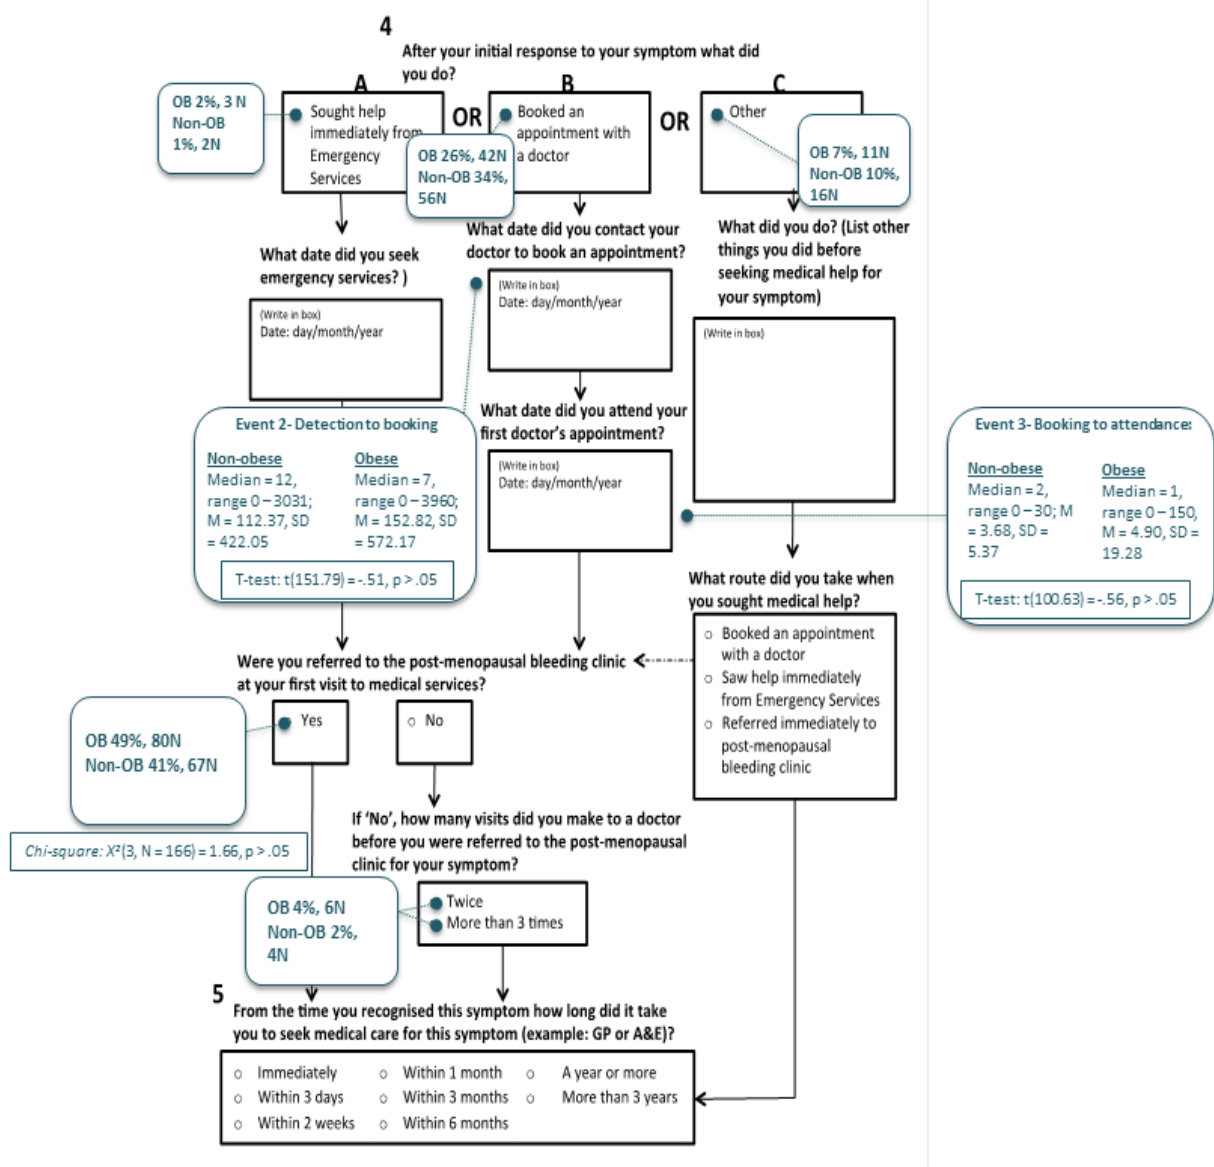 4
After your initial response to your symptom what did
you do?
A
B
C
OB 2%, 3 N
Non-OB
1%, 2N
Sought help
immediately from
Emergency
Services
OR
Booked an
appointment with
a doctor
OB 26%, 42N
Non-OB 34%,
56N
OR
Other
OB 7%, 11N
Non-OB 10%,
16N
What date did you seek
emergency services? )
(Write in box)
Date: day/month/year
What date did you contact your
doctor to book an appointment?
(Write in box)
Date: day/month/year
What did you do? (List other
things you did before
seeking medical help for
your symptom)
(Write in box)
Event 2- Detection to booking
Non-obese
Median = 12,
range 0 – 3031;
M = 112.37, SD
= 422.05
Obese
Median = 7,
range 0 – 3960;
M = 152.82, SD
= 572.17
T-test: t(151.79) = -.51, p > .05
What date did you attend your
first doctor's appointment?
(Write in box)
Date: day/month/year
Event 3- Booking to attendance:
Non-obese
Median = 2,
range 0 – 30; M
= 3.68, SD =
5.37
Obese
Median = 1,
range 0 – 150,
M = 4.90, SD =
19.28
T-test: t(100.63) = -.56, p > .05
What route did you take when
you sought medical help?
Booked an appointment
with a doctor
Saw help immediately
from Emergency Services
Referred immediately to
post-menopausal
bleeding clinic
Were you referred to the post-menopausal bleeding clinic
at your first visit to medical services?
Yes
No
OB 49%, 80N
Non-OB 41%, 67N
Chi-square: X²(3, N = 166) = 1.66, p > .05
If 'No', how many visits did you make to a doctor
before you were referred to the post-menopausal
clinic for your symptom?
Twice
More than 3 times
OB 4%, 6N
Non-OB 2%,
4N
5
From the time you recognised this symptom how long did it take
you to seek medical care for this symptom (example: GP or A&E)?
Immediately
Within 3 days
Within 2 weeks
Within 1 month
Within 3 months
Within 6 months
A year or more
More than 3 years